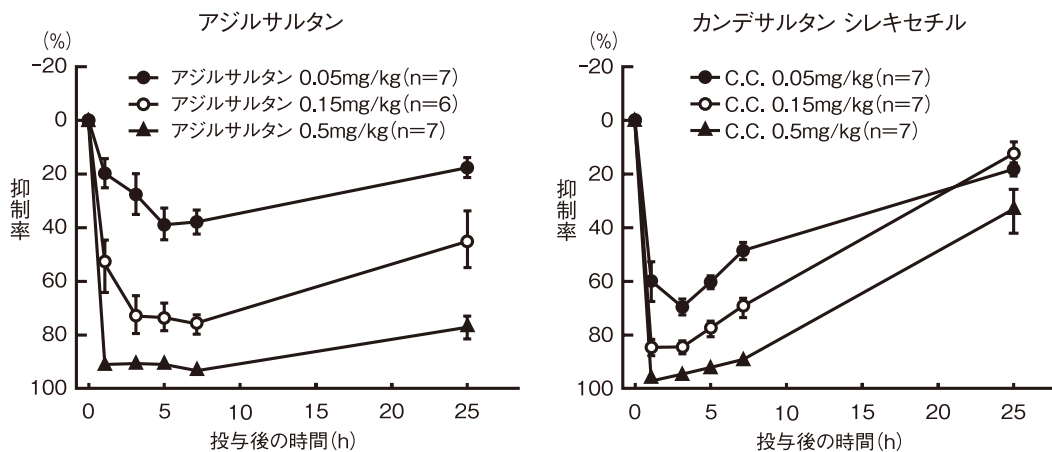 アジルサルタン
(%)
-20
0
20
40
60
80
100
抑制率
アジルサルタン 0.05mg/kg(n=7)
アジルサルタン 0.15mg/kg(n=6)
アジルサルタン 0.5mg/kg(n=7)
0 5 10 15 20 25
投与後の時間(h)
カンデサルタン シレキセチル
(%)
-20
0
20
40
60
80
100
抑制率
C.C. 0.05mg/kg(n=7)
C.C. 0.15mg/kg(n=7)
C.C. 0.5mg/kg(n=7)
0 5 10 15 20 25
投与後の時間(h)